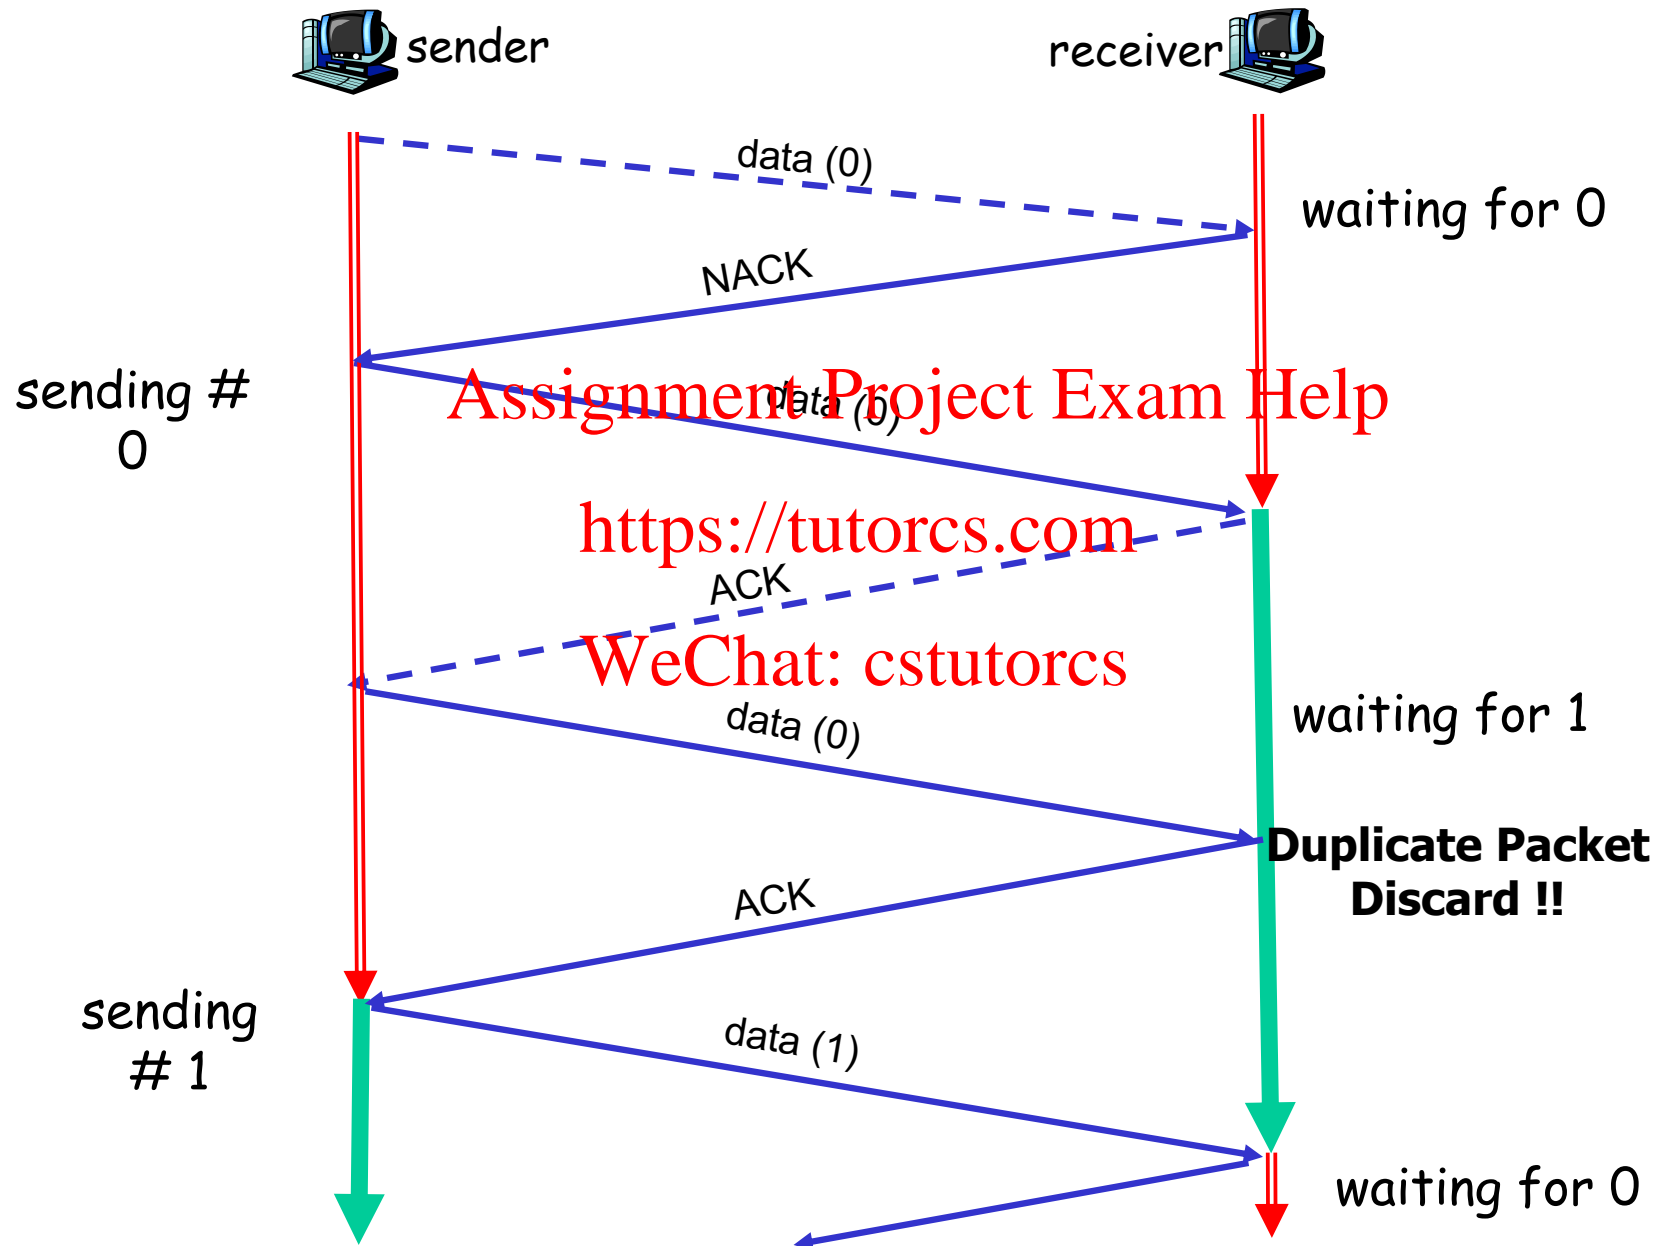 sender
receiver
data (0)
waiting for 0
NACK
sending #
0
Assignment Project Exam Help
data (0)
https://tutorcs.com
ACK
WeChat: cstutorcs
data (0)
waiting for 1
Duplicate Packet
Discard !!
ACK
sending
# 1
data (1)
waiting for 0